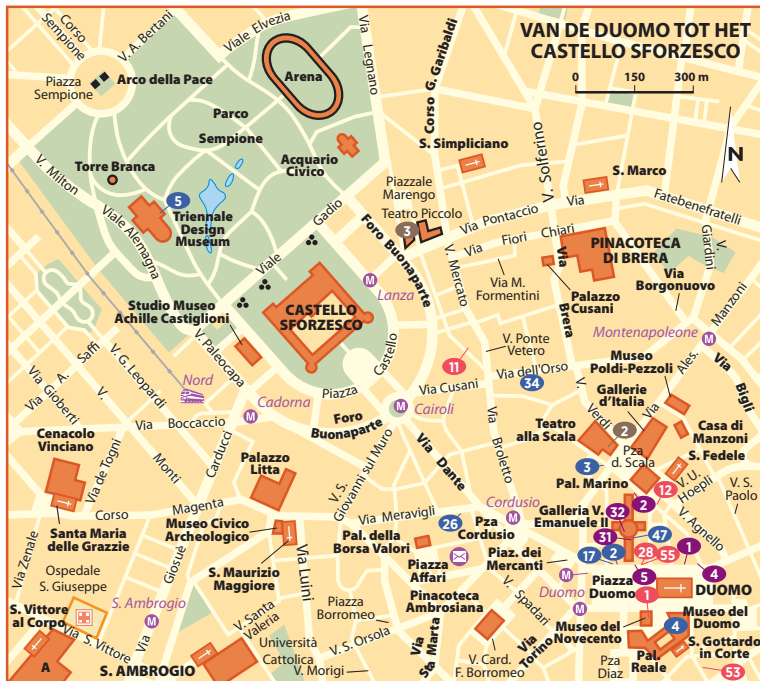 VAN DE DUOMO TOT HET
CASTELLO SFORZESCO
0 150 300 m
N
Corso
Sempione
V. A. Bertani
Viale Elvezia
Via Legnano
Corso G. Garibaldi
V. Solferino
Piazza
Sempione
Arco della Pace
Arena
Parco
Sempione
S. Simpliciano
Torre Branca
Acquario
Civico
Piazzale
Marengo
S. Marco
V. Milton
5
Triennale
Design
Museum
Viale Alemagna
Viale Gadio
Teatro Piccolo
3
Via Pontaccio
Via Fatebenefratelli
Foro Buonaparte
V. Mercato
Via Fiori Chiari
PINACOTECA
DI BRERA
V. Giardini
Lanza
M
Via M.
Formentini
Via Brera
Palazzo
Cusani
Via
Borgonuovo
Studio Museo
Achille Castiglioni
CASTELLO
SFORZESCO
V. Paleocapa
Montenapoleone
M
Manzoni
Via A. Saffi
V. G. Leopardi
Nord
Piazza Castello
V. Ponte
Vetero
11
Museo
Poldi-Pezzoli
Via Bigli
Via Gioberti
Cadorna
M
Via Cusani
Via dell'Orso
34
Gallerie
d'Italia
Via Ales.
V. Monti
Via Boccaccio
Foro
Buonaparte
M
Cairoli
V. Verdi
Teatro
alla Scala
2
Casa di
Manzoni
Cenacolo
Vinciano
Via de Togni
Carducci
Palazzo
Litta
V. S.
Giovanni sul Muro
Via Dante
Via Broletto
3
Pza
d. Scala
S. Fedele
Pal. Marino
2
12
V. U.
Hoepli
V. S.
Paolo
Corso Magenta
Cordusio
M
Galleria V.
Emanuele II
32
Santa Maria
delle Grazzie
Museo Civico
Archeologico
Via Meravigli
26
Pza
Cordusio
31
47
V. Agnello
Via Zenale
Giosuè
Pal. della
Borsa Valori
Piaz. dei
Mercanti
17
2
28
55
1
4
Ospedale
S. Giuseppe
S. Maurizio
Maggiore
Via Luini
Piazza
Affari
Duomo
M
M
Piazza
Duomo
5
1
DUOMO
S. Vittore
al Corpo
S. Ambrogio
M
V. Santa
Valeria
Piazza
Borromeo
Pinacoteca
Ambrosiana
V. Spadari
Museo del
Novecento
Museo del
Duomo
4
Via S. Vittore
Via
Università
Cattolica
V. S. Orsola
Via
Sta Marta
Via
Torino
S. Gottardo
in Corte
A
S. AMBROGIO
V. Morigi
V. Card.
F. Borromeo
Pza
Diaz
Pal.
Reale
53